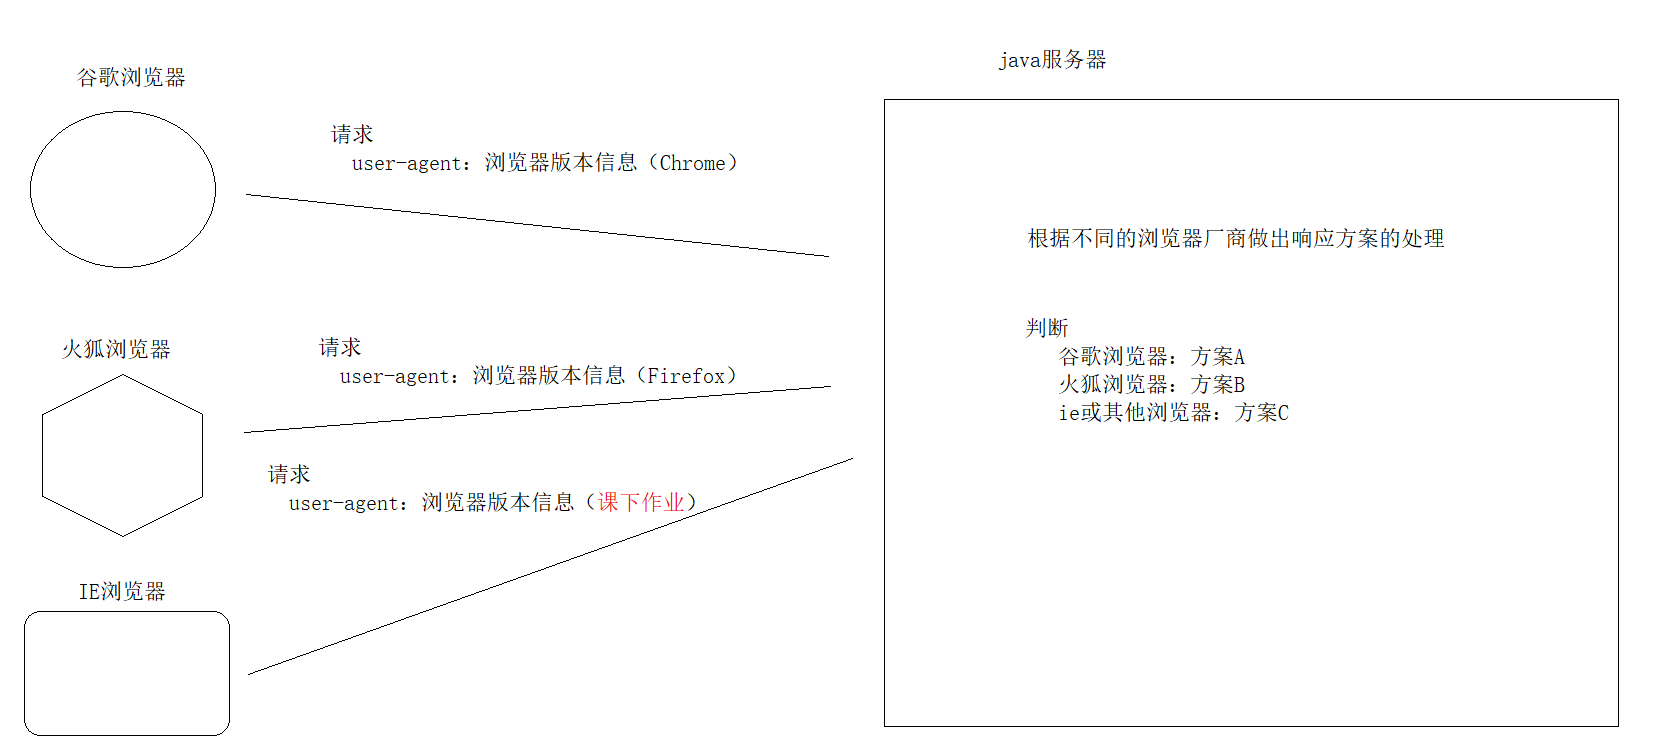 谷歌浏览器
请求
user-agent：浏览器版本信息（Chrome）
火狐浏览器
请求
user-agent：浏览器版本信息（Firefox）
请求
user-agent：浏览器版本信息（课下作业）
IE浏览器
java服务器
根据不同的浏览器厂商做出响应方案的处理
判断
谷歌浏览器：方案A
火狐浏览器：方案B
ie或其他浏览器：方案C